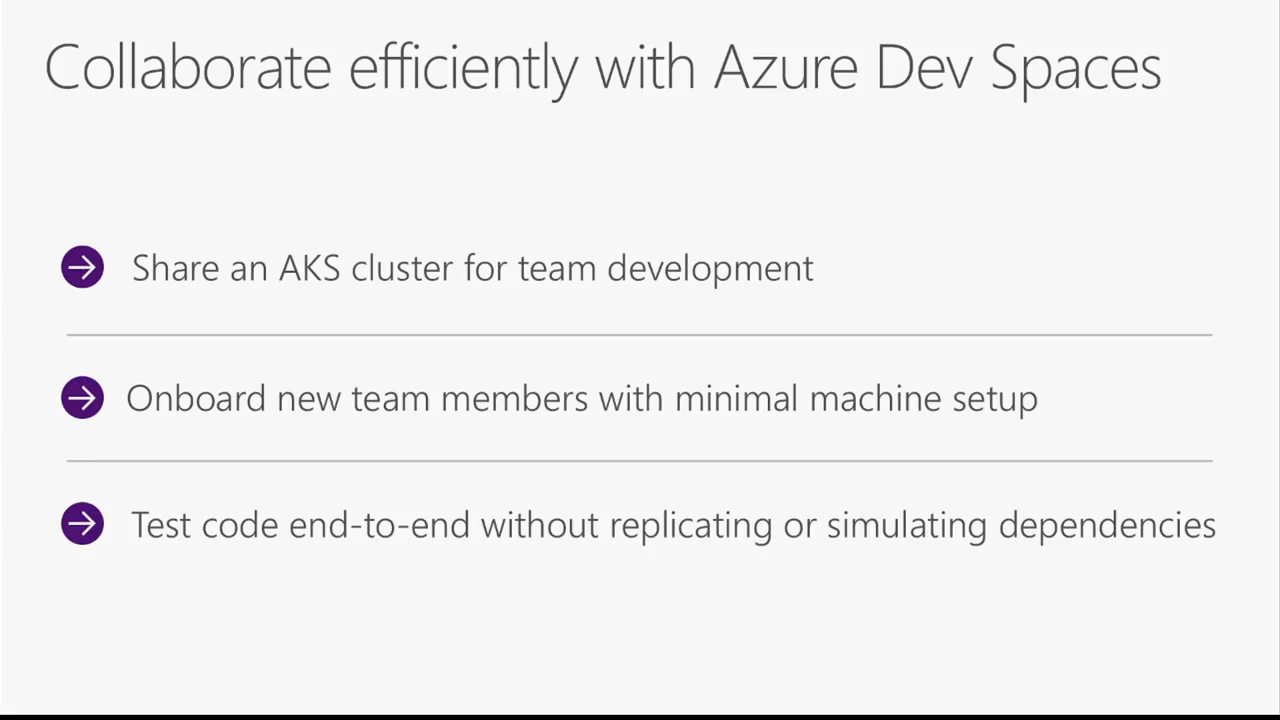 Collaborate efficiently with Azure Dev Spaces
Share an AKS cluster for team development
Onboard new team members with minimal machine setup
Test code end-to-end without replicating or simulating dependencies